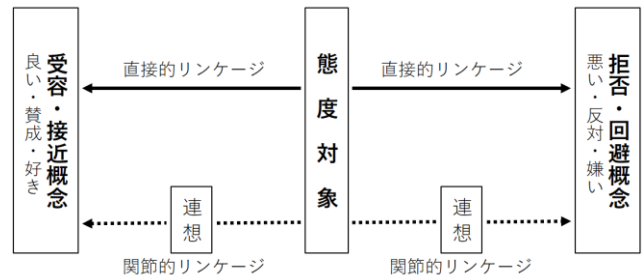 受容・接近概念
良い・賛成・好き
直接的リンケージ
態度対象
直接的リンケージ
拒否・回避概念
悪い・反対・嫌い
連想
連想
関節的リンケージ
関節的リンケージ